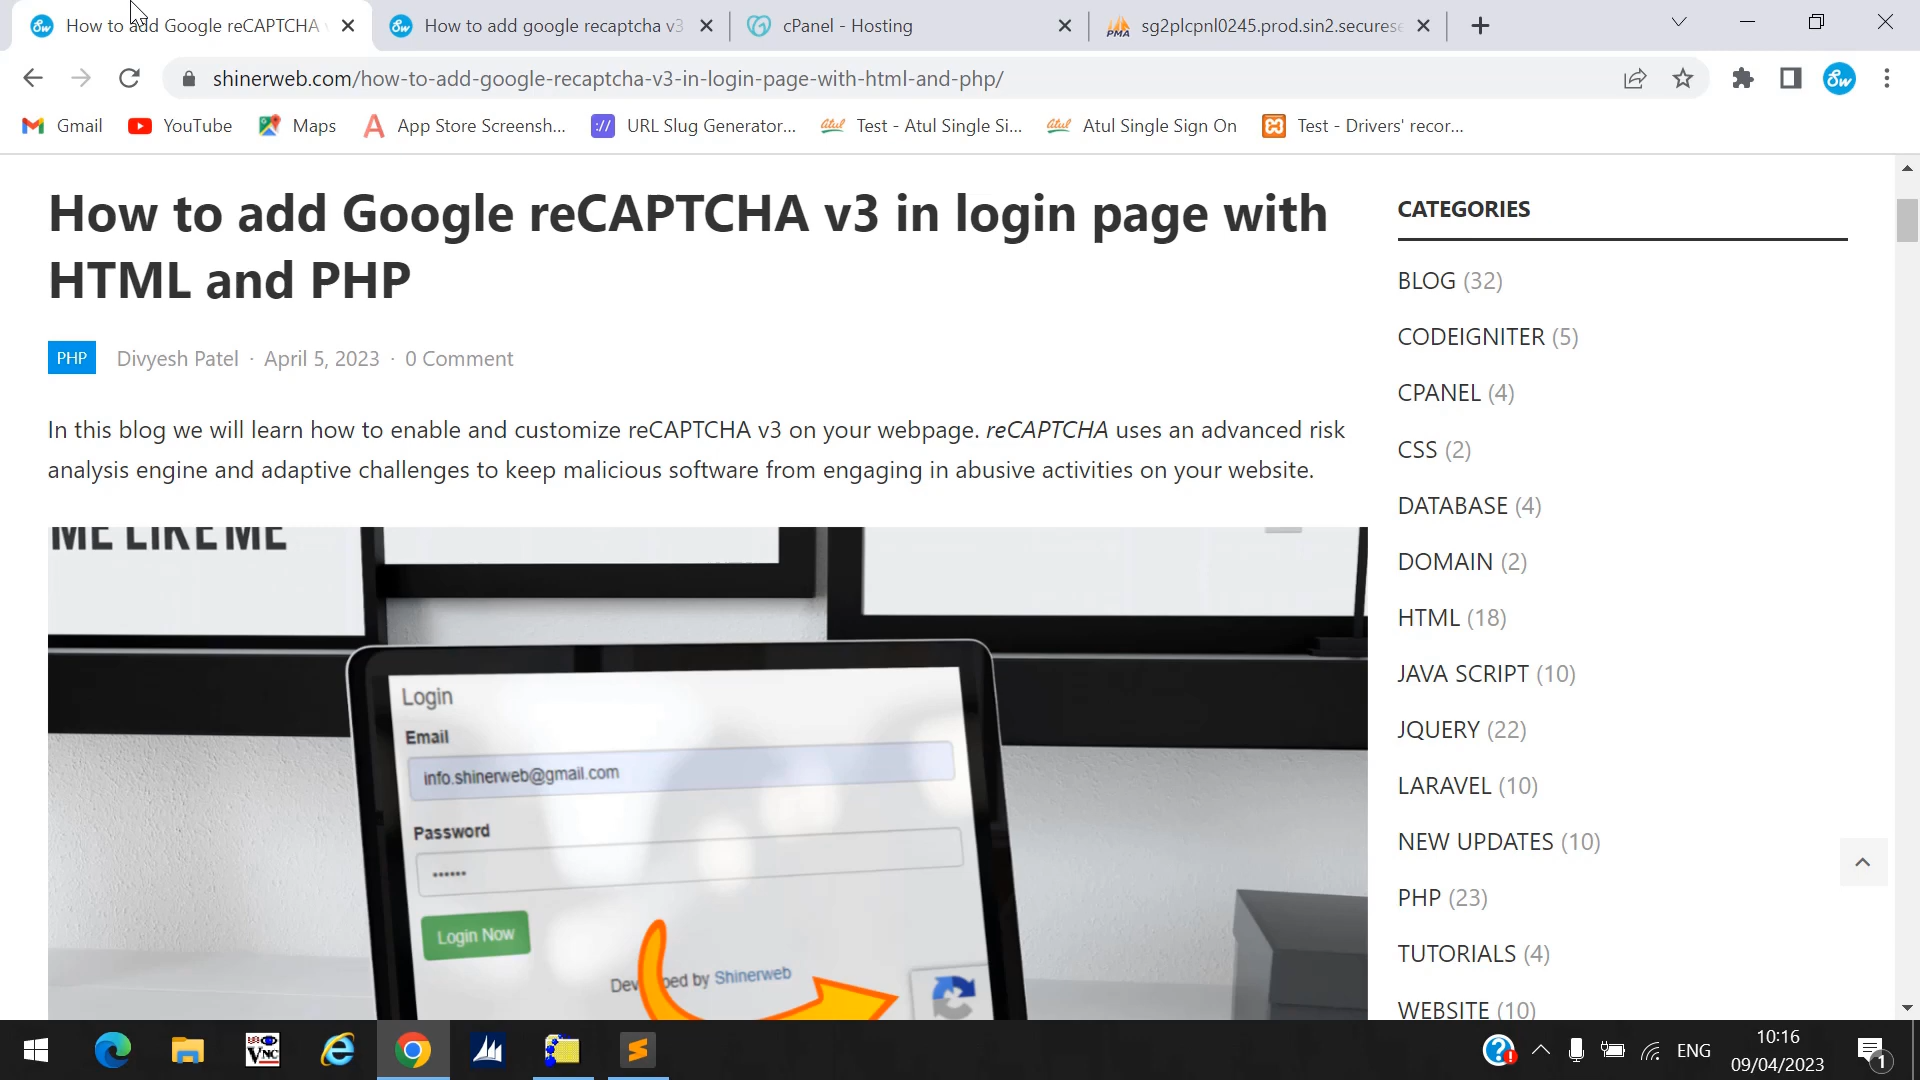 How to add Google reCAPTCHA
How to add google recaptcha v3
cPanel - Hosting
sg2plcpnl0245.prod.sin2.securese
shinerweb.com/how-to-add-google-recaptcha-v3-in-login-page-with-html-and-php/
Gmail
YouTube
Maps
App Store Screensh...
URL Slug Generator...
Test - Atul Single Si...
Atul Single Sign On
Test - Drivers' recor...
How to add Google reCAPTCHA v3 in login page with
HTML and PHP
PHP Divyesh Patel · April 5, 2023 · 0 Comment
In this blog we will learn how to enable and customize reCAPTCHA v3 on your webpage. reCAPTCHA uses an advanced risk
analysis engine and adaptive challenges to keep malicious software from engaging in abusive activities on your website.
ME LIKE ME
Login
Email
info.shinerweb@gmail.com
Password
Login Now
by Shinerweb
CATEGORIES
BLOG (32)
CODEIGNITER (5)
CPANEL (4)
CSS (2)
DATABASE (4)
DOMAIN (2)
HTML (18)
JAVA SCRIPT (10)
JQUERY (22)
LARAVEL (10)
NEW UPDATES (10)
PHP (23)
TUTORIALS (4)
WEBSITE (10)
ENG
10:16
09/04/2023
1